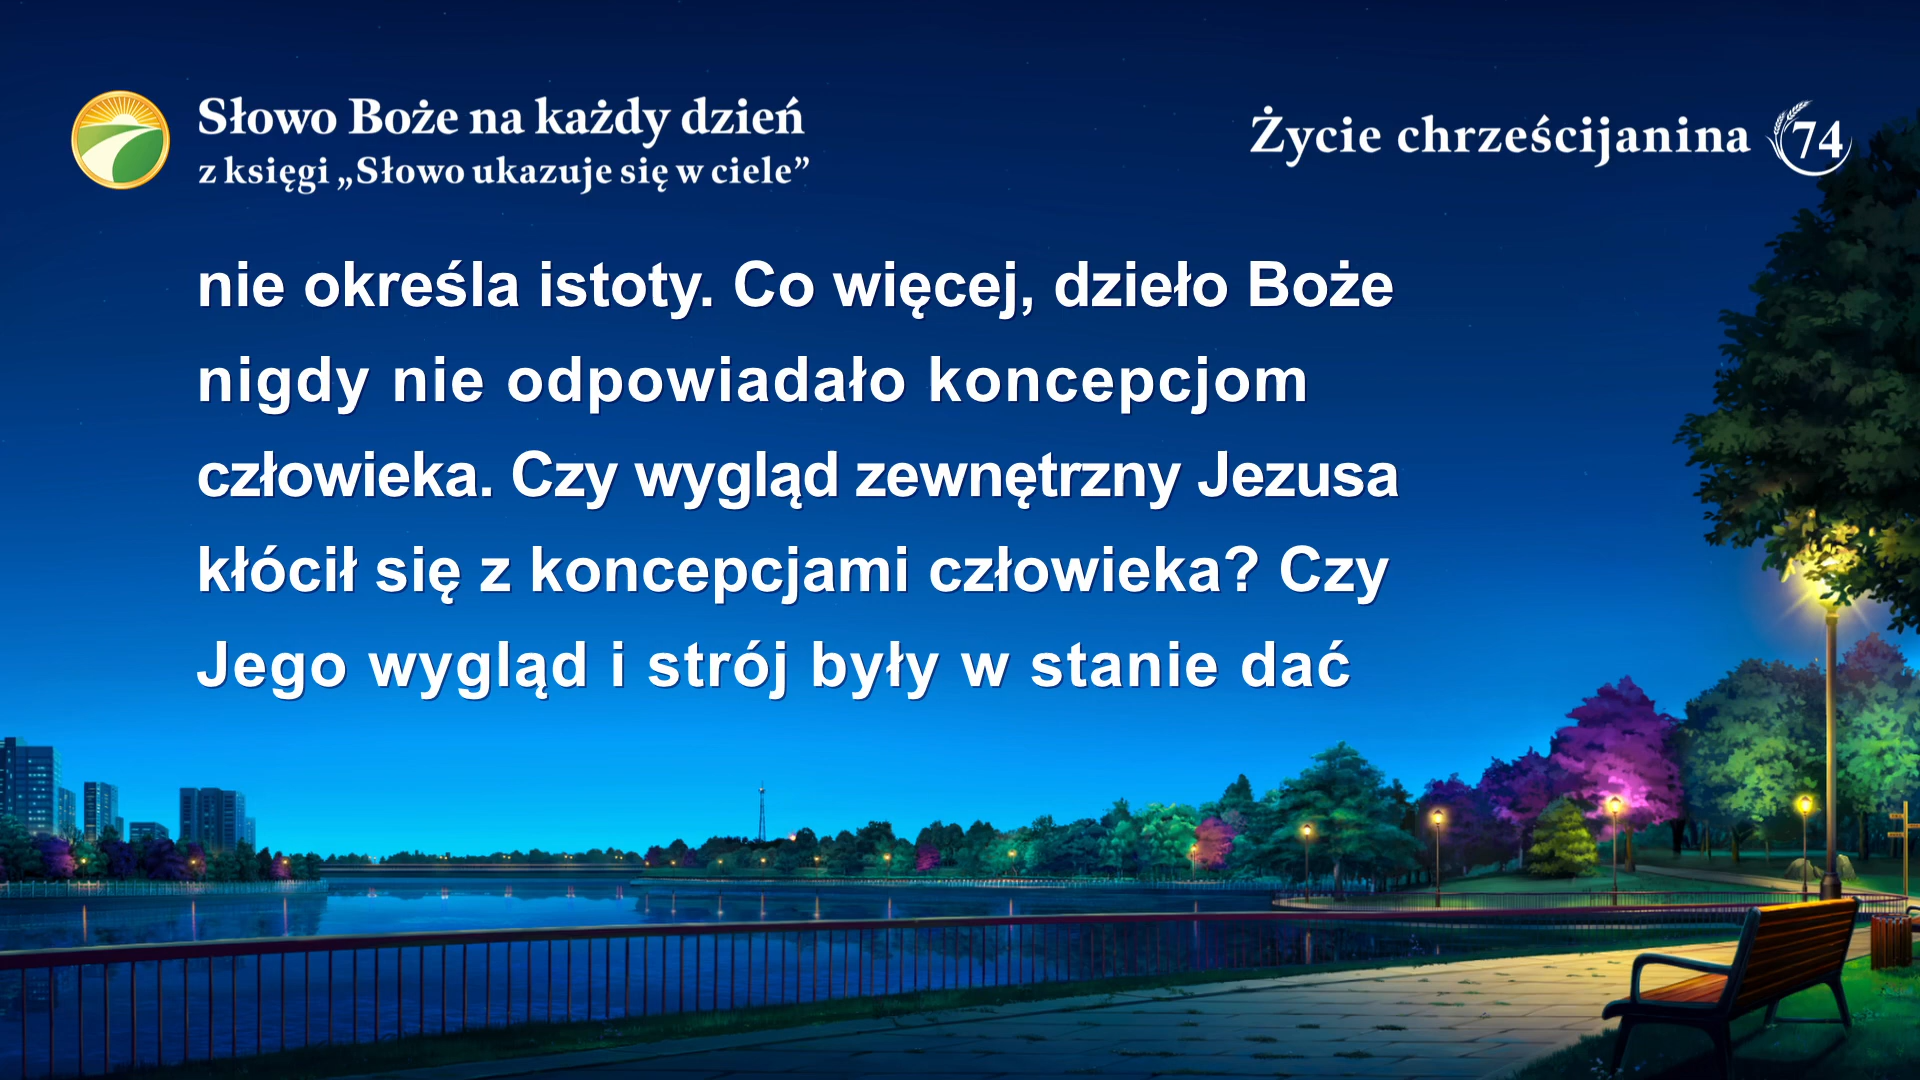 Słowo Boże na każdy dzień
z księgi „Słowo ukazuje się w ciele”
Życie chrześcijanina 74
nie określa istoty. Co więcej, dzieło Boże
nigdy nie odpowiadało koncepcjom
człowieka. Czy wygląd zewnętrzny Jezusa
kłócił się z koncepcjami człowieka? Czy
Jego wygląd i strój były w stanie dać